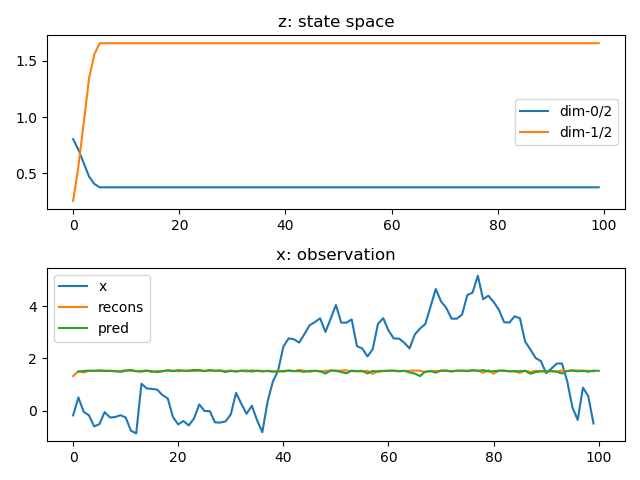 z: state space
1.5
1.0
0.5
dim-0/2
dim-1/2
0 20 40 60 80 100
x: observation
x
recons
pred
4
2
0
0 20 40 60 80 100